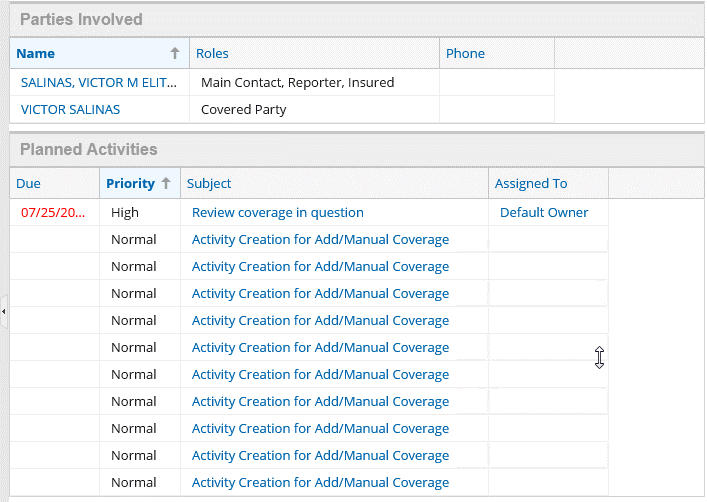 Parties Involved
Name Roles Phone
SALINAS, VICTOR M ELIT... Main Contact, Reporter, Insured
VICTOR SALINAS Covered Party
Planned Activities
Due Priority Subject Assigned To
07/25/20... High Review coverage in question Default Owner
Normal Activity Creation for Add/Manual Coverage
Normal Activity Creation for Add/Manual Coverage
Normal Activity Creation for Add/Manual Coverage
Normal Activity Creation for Add/Manual Coverage
Normal Activity Creation for Add/Manual Coverage
Normal Activity Creation for Add/Manual Coverage
Normal Activity Creation for Add/Manual Coverage
Normal Activity Creation for Add/Manual Coverage
Normal Activity Creation for Add/Manual Coverage
Normal Activity Creation for Add/Manual Coverage